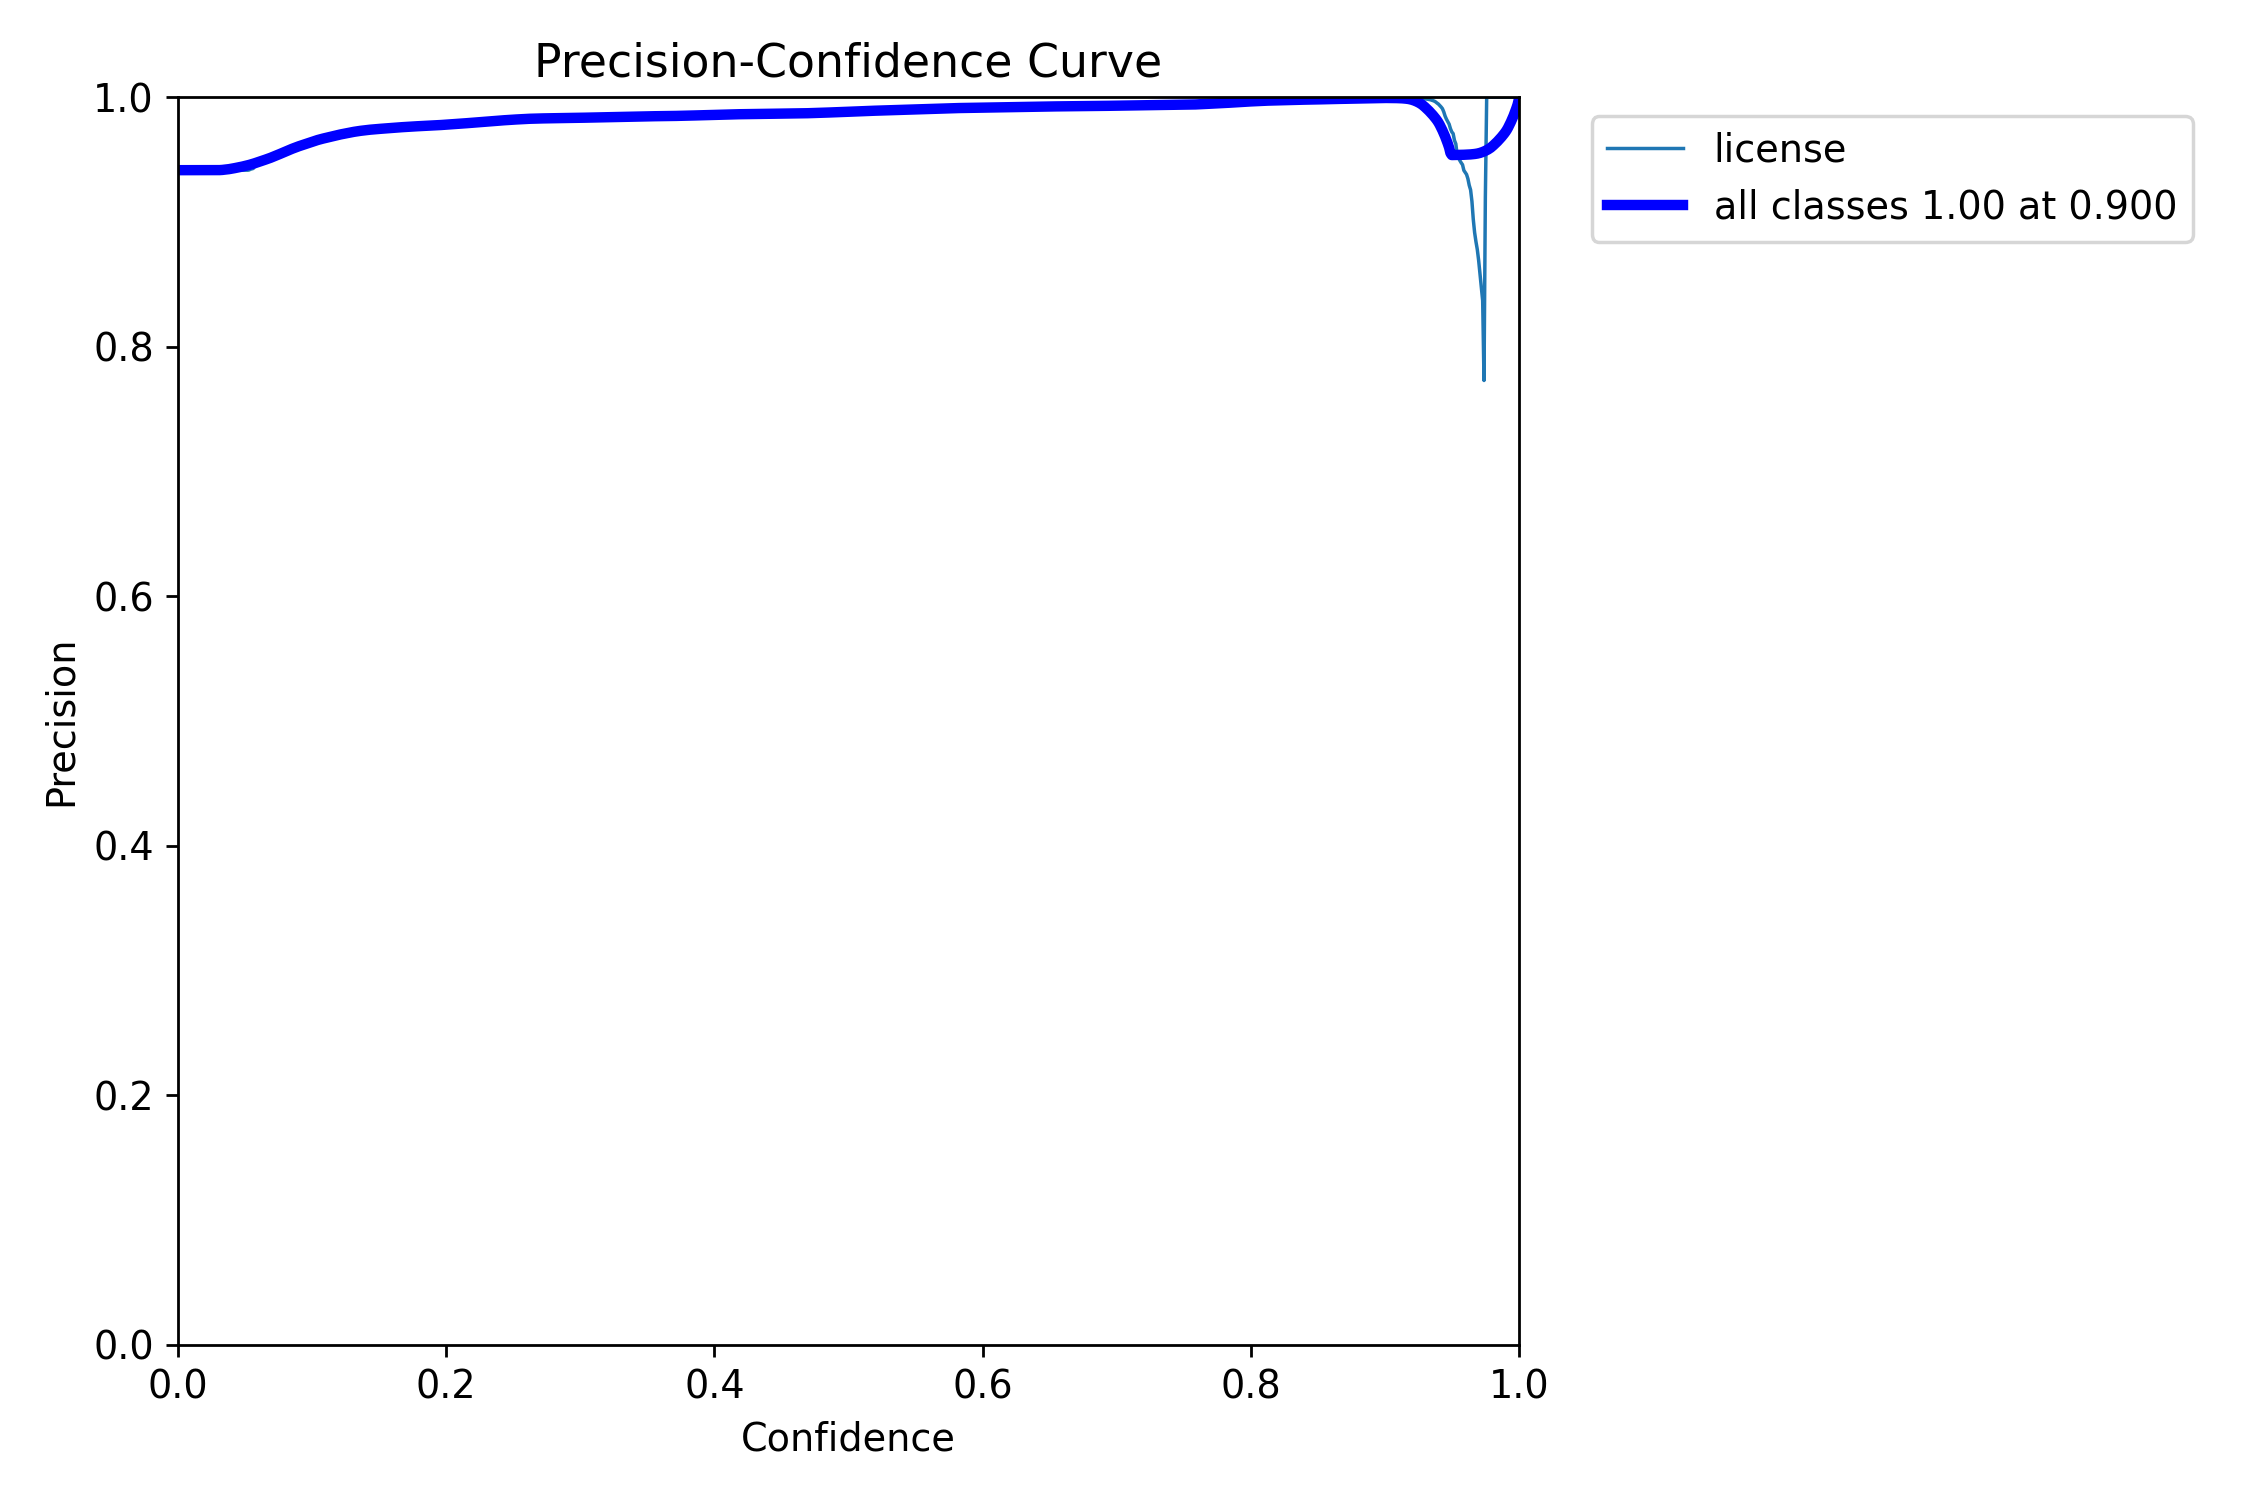 Precision-Confidence Curve
1.0
0.8
0.6
0.4
0.2
0.0
Precision
0.0 0.2 0.4 0.6 0.8 1.0
Confidence
license
all classes 1.00 at 0.900